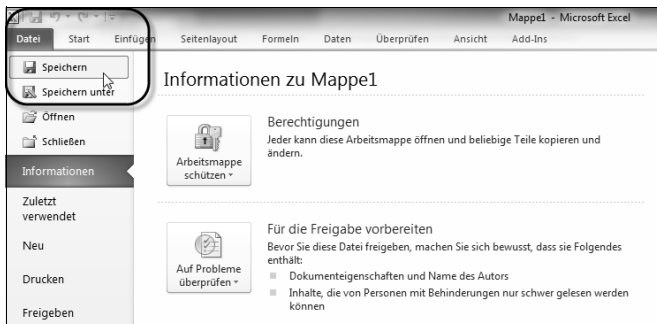 Mappe1 - Microsoft Excel
Datei Start Einfügen Seitenlayout Formeln Daten Überprüfen Ansicht Add-Ins
Speichern
Speichern unter
Öffnen
Schließen
Informationen
Zuletzt
verwendet
Neu
Drucken
Freigeben
Informationen zu Mappe1
Arbeitsmappe
schützen
Berechtigungen
Jeder kann diese Arbeitsmappe öffnen und beliebige Teile kopieren und
ändern.
Auf Probleme
überprüfen
Für die Freigabe vorbereiten
Bevor Sie diese Datei freigeben, machen Sie sich bewusst, dass sie Folgendes
enthält:
Dokumenteigenschaften und Name des Autors
Inhalte, die von Personen mit Behinderungen nur schwer gelesen werden
können